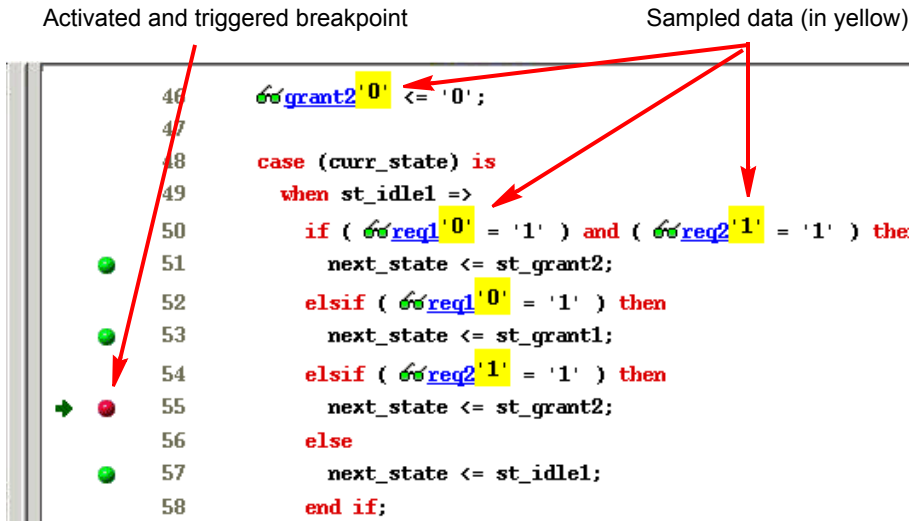 Activated and triggered breakpoint
Sampled data (in yellow)
46 grant2'0' <= '0';
47
48 case (curr_state) is
49 when st_idle1 =>
50 if ( req1'0' = '1' ) and ( req2'1' = '1' ) the
51 next_state <= st_grant2;
52 elsif ( req1'0' = '1' ) then
53 next_state <= st_grant1;
54 elsif ( req2'1' = '1' ) then
55 next_state <= st_grant2;
56 else
57 next_state <= st_idle1;
58 end if;